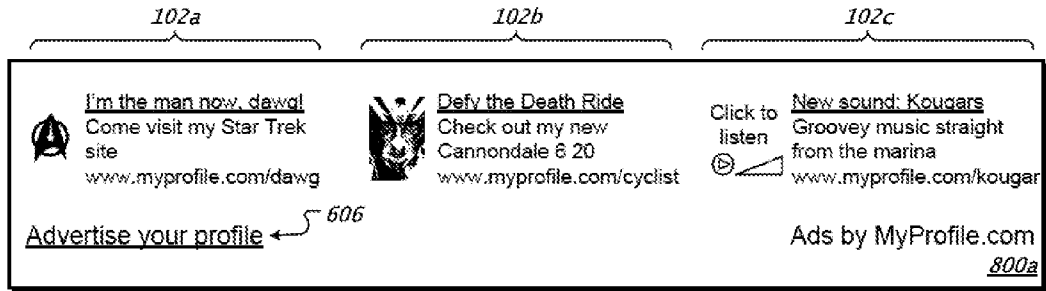 102a
102b
102c
I'm the man now, dawg!
Come visit my Star Trek
site
www.myprofile.com/dawg
Defy the Death Ride
Check out my new
Cannondale 6 20
www.myprofile.com/cyclist
Click to
listen
New sound: Kougars
Groovey music straight
from the marina
www.myprofile.com/kougar
Advertise your profile
606
Ads by MyProfile.com
800a